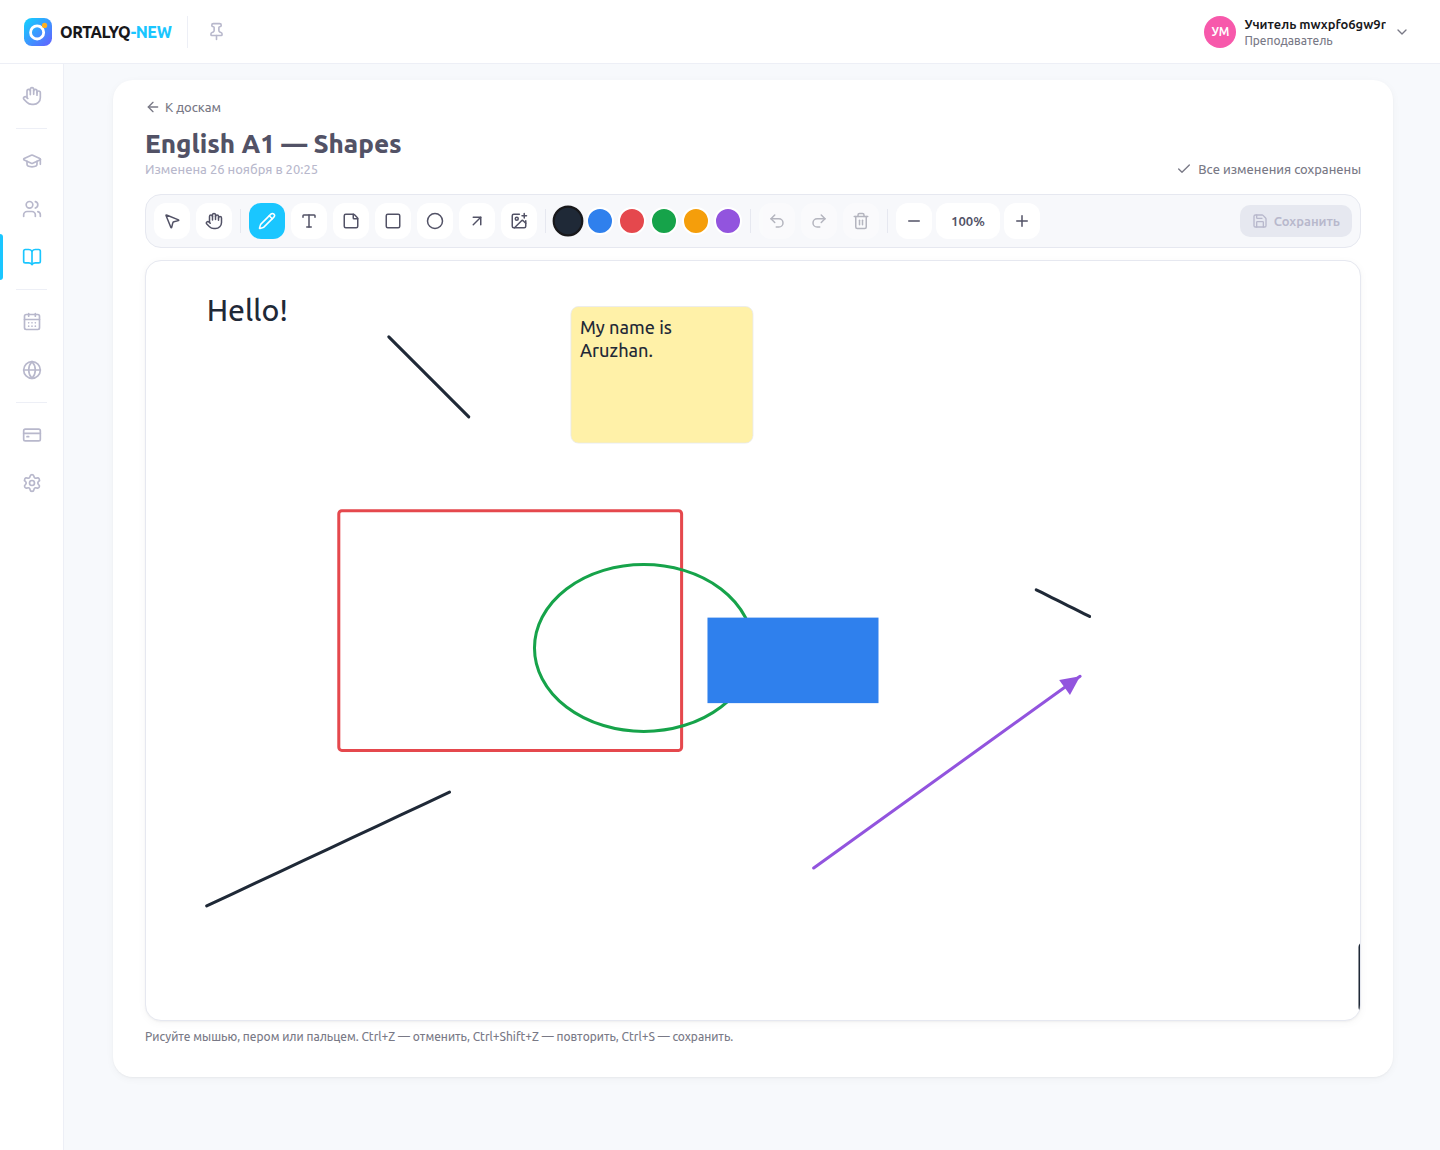 ORTALYQ-NEW
УМ
Учитель mwxpfo6gw9r
Преподаватель
К доскам
English A1 — Shapes
Изменена 26 ноября в 20:25
Все изменения сохранены
100%
Сохранить
Hello!
My name is
Aruzhan.
Рисуйте мышью, пером или пальцем. Ctrl+Z — отменить, Ctrl+Shift+Z — повторить, Ctrl+S — сохранить.